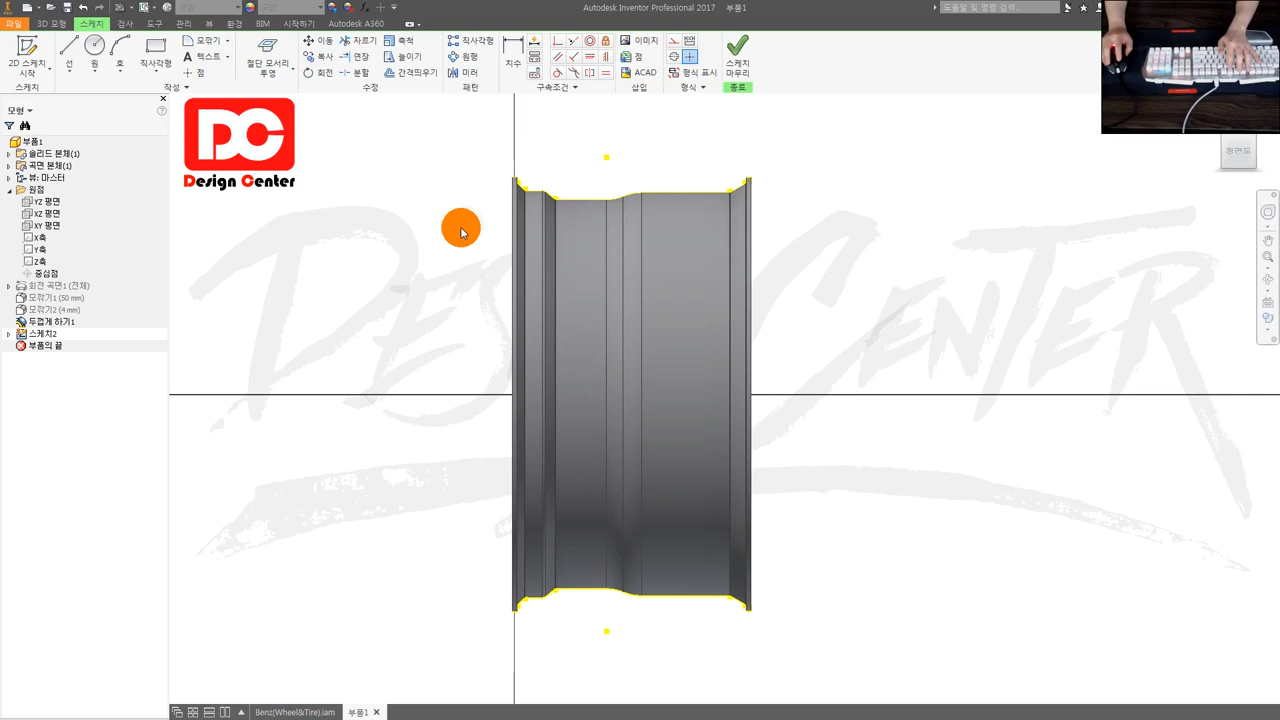 Autodesk Inventor Professional 2017 부품1
도움말 및 명령 검색...
파일 3D 모형 스케치 검사 도구 관리 뷰 환경 BIM 시작하기 Autodesk A360
2D 스케치 시작
선
원
호
직사각형
모깎기
텍스트
점
절단 모서리 투영
이동
복사
회전
자르기
연장
분할
축척
늘이기
간격띄우기
직사각형
원형
미러
치수
이미지
점
ACAD
형식 표시
스케치 마무리
스케치
작성
수정
패턴
구속조건
삽입
형식
종료
모형
부품1
솔리드 본체(1)
곡면 본체(1)
뷰: 마스터
원점
YZ 평면
XZ 평면
XY 평면
X축
Y축
Z축
중심점
회전 곡면1 (전체)
모깎기1 (50 mm)
모깎기2 (4 mm)
두껍게 하기1
스케치2
부품의 끝
DC
Design Center
DESIGN CENTER
정면도
Benz(Wheel&Tire).iam
부품1